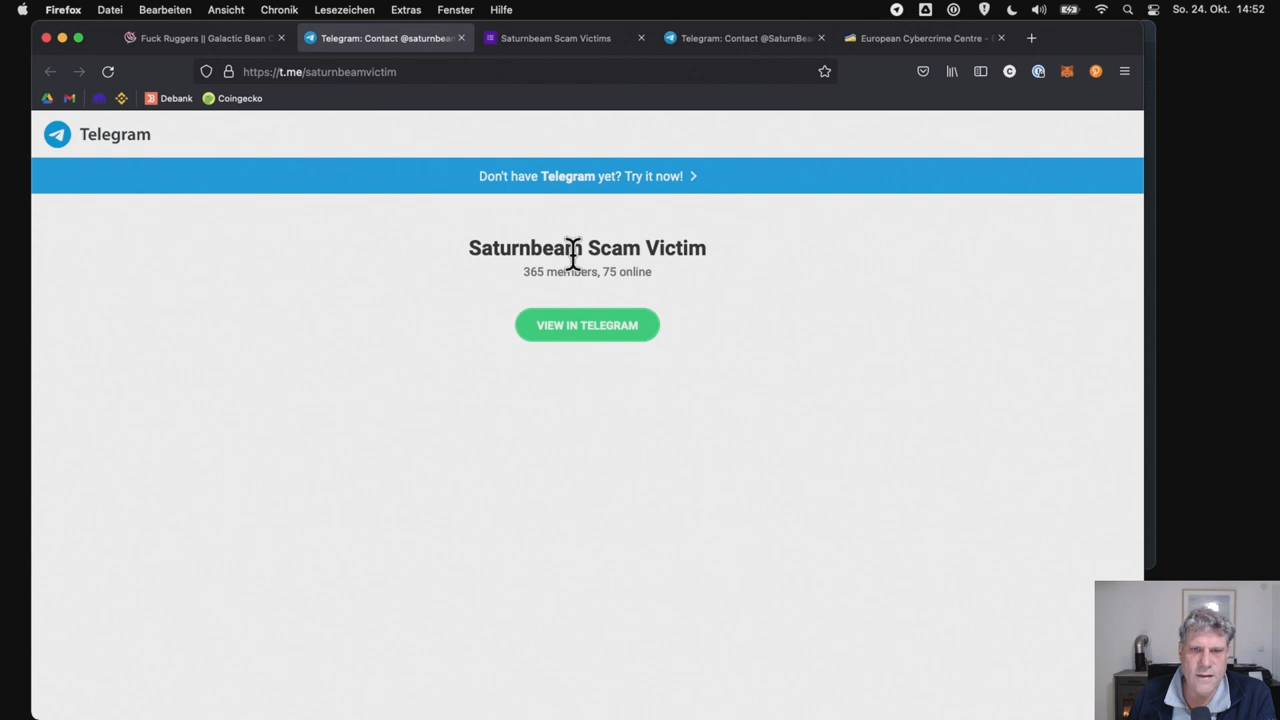 Firefox Datei Bearbeiten Ansicht Chronik Lesezeichen Extras Fenster Hilfe So. 24. Okt. 14:52
Fuck Ruggers || Galactic Bean C
Telegram: Contact @saturnbeam
Saturnbeam Scam Victims
Telegram: Contact @SaturnBea
European Cybercrime Centre -
https://t.me/saturnbeamvictim
Debank Coingecko
Telegram
Don't have Telegram yet? Try it now!
Saturnbeam Scam Victim
365 members, 75 online
VIEW IN TELEGRAM